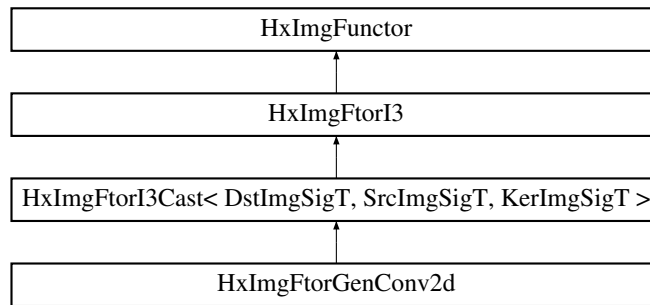 HxImgFunctor
HxImgFtorI3
HxImgFtorI3Cast< DstImgSigT, SrcImgSigT, KerImgSigT >
HxImgFtorGenConv2d